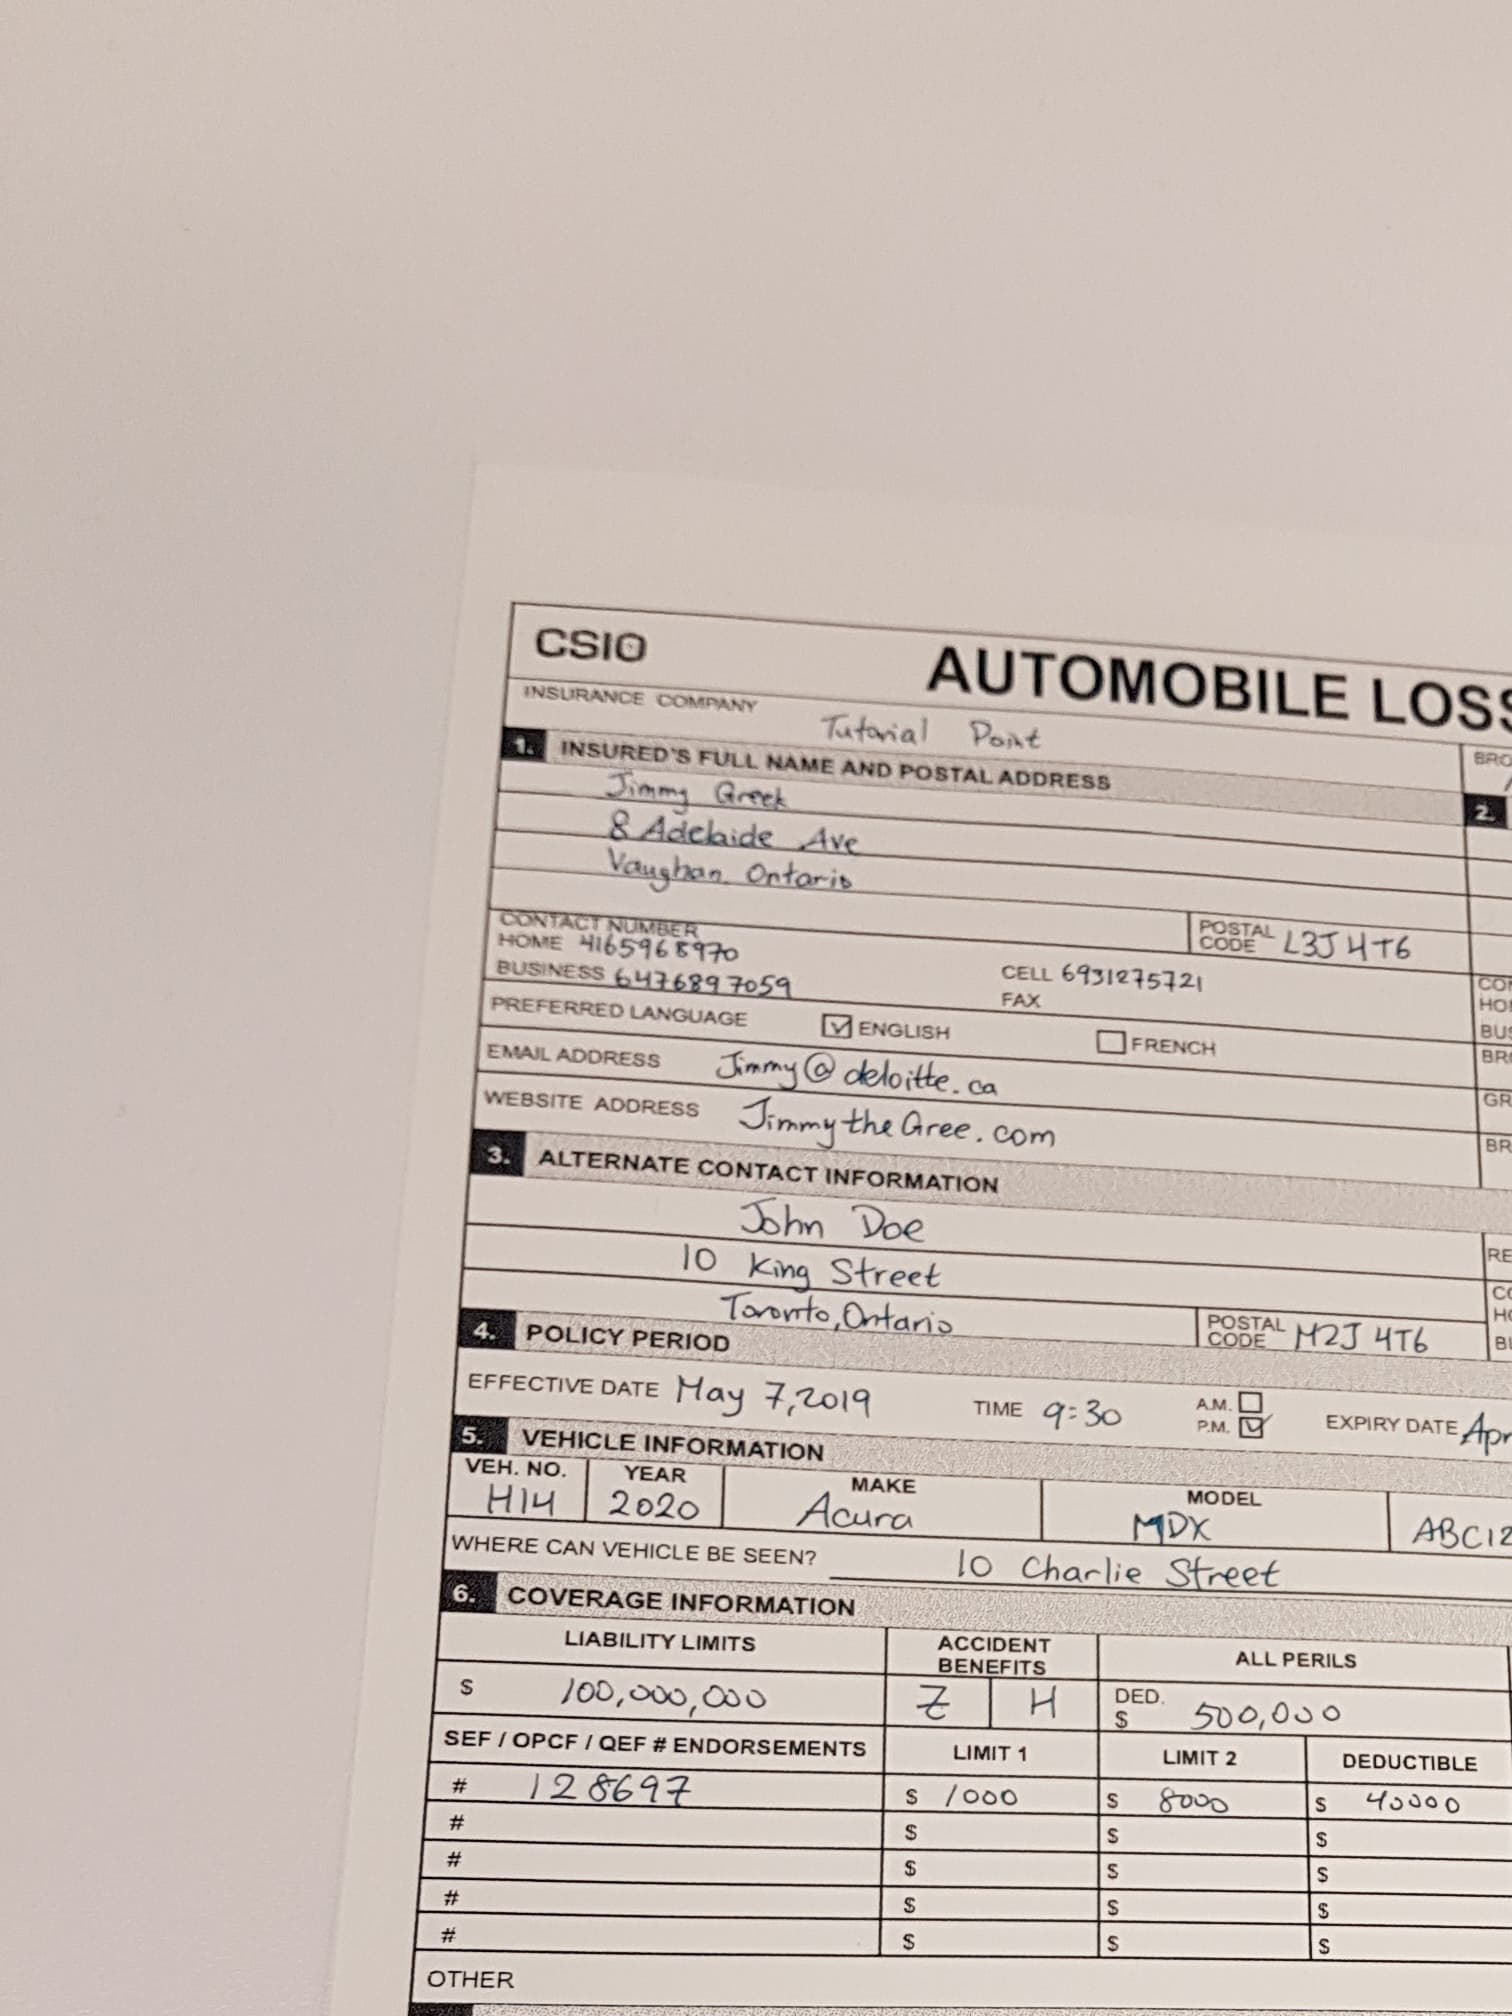 CSIO
AUTOMOBILE LOSS
INSURANCE COMPANY Tutorial Point
BRO
1. INSURED'S FULL NAME AND POSTAL ADDRESS
2.
Jimmy Greek
8 Adelaide Ave
Vaughan, Ontario
POSTAL CODE L3J 4T6
CONTACT NUMBER
HOME 4165968970
CELL 6931275721
BUSINESS 6476897059
FAX
PREFERRED LANGUAGE ENGLISH FRENCH
EMAIL ADDRESS Jimmy@deloitte.ca
WEBSITE ADDRESS JimmytheGree.com
CO
HO
BUS
BR
GR
BR
3. ALTERNATE CONTACT INFORMATION
John Doe
10 King Street
Toronto, Ontario
POSTAL CODE M2J 4T6
RE
CO
HO
BU
4. POLICY PERIOD
EFFECTIVE DATE May 7, 2019 TIME 9:30 A.M. P.M. EXPIRY DATE Apr
5. VEHICLE INFORMATION
VEH. NO. YEAR MAKE MODEL
H14 2020 Acura MDX ABC12
WHERE CAN VEHICLE BE SEEN? 10 Charlie Street
6. COVERAGE INFORMATION
LIABILITY LIMITS ACCIDENT BENEFITS ALL PERILS
$ 100,000,000 Z H DED. $ 500,000
SEF / OPCF / QEF # ENDORSEMENTS LIMIT 1 LIMIT 2 DEDUCTIBLE
# 128697 $ 1000 $ 8000 $ 40000
# $ $ $
# $ $ $
# $ $ $
# $ $ $
OTHER